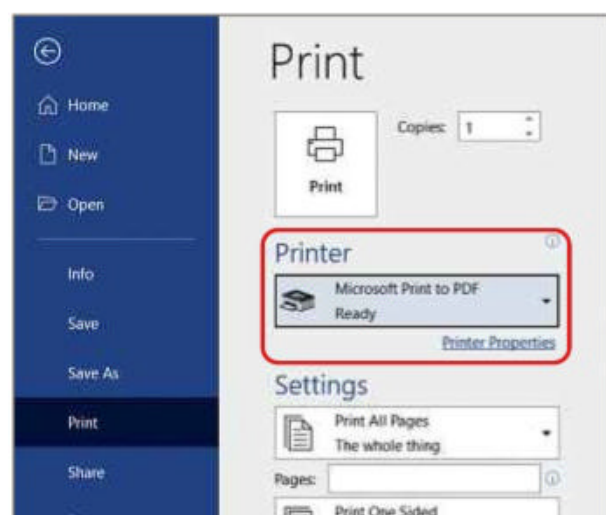 Print
Home
New
Open
Info
Save
Save As
Print
Share
Copies: 1
Print
Printer
Microsoft Print to PDF
Ready
Printer Properties
Settings
Print All Pages
The whole thing
Pages:
Print One Sided